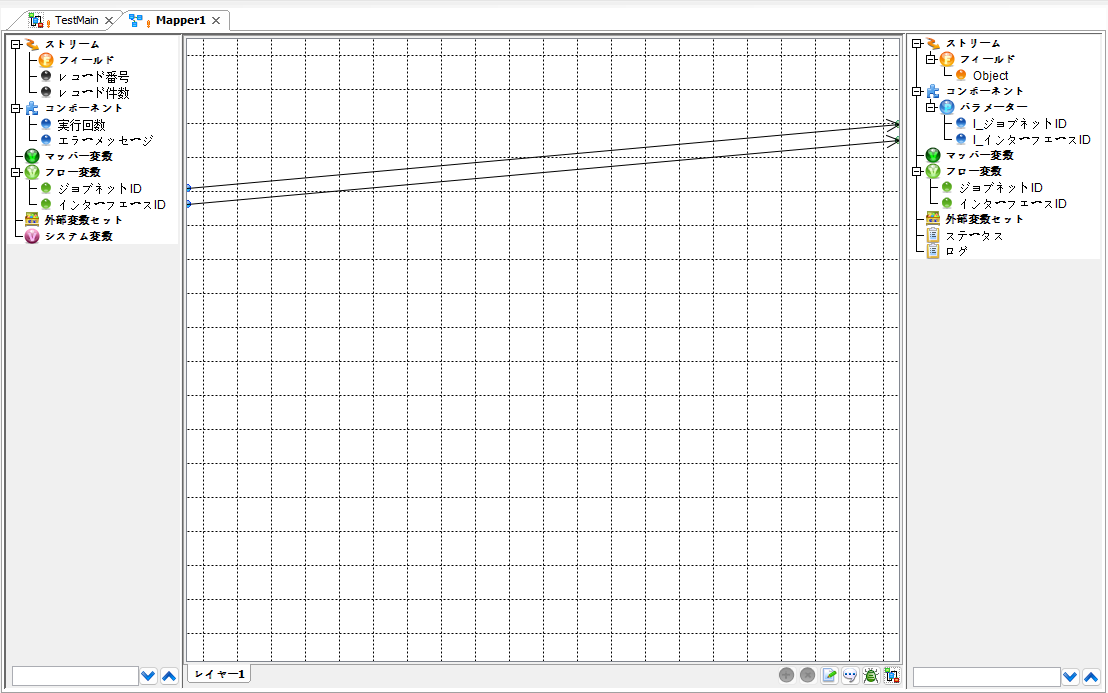 TestMain
Mapper1
ストリーム
フィールド
レコード番号
レコード件数
コンポーネント
実行回数
エラーメッセージ
マッパー変数
フロー変数
ジョブネットID
インターフェースID
外部変数セット
システム変数
ストリーム
フィールド
Object
コンポーネント
パラメーター
I_ジョブネットID
I_インターフェースID
マッパー変数
フロー変数
ジョブネットID
インターフェースID
外部変数セット
ステータス
ログ
レイヤー1